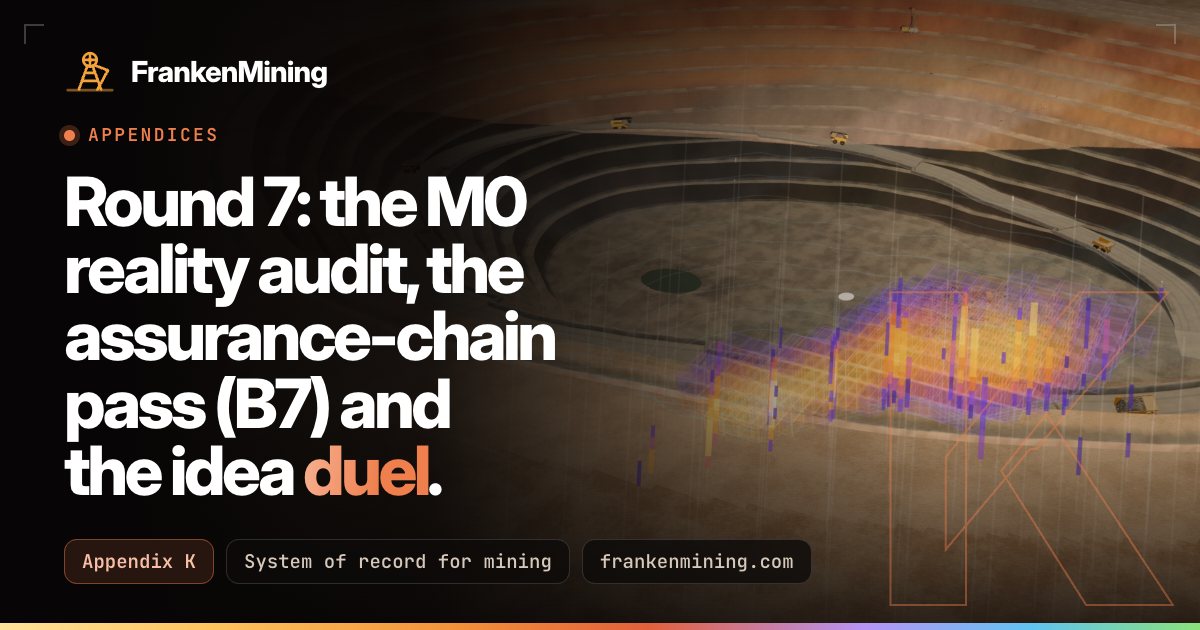 FrankenMining
APPENDICES
Round 7: the M0
reality audit, the
assurance-chain
pass (B7) and
the idea duel.
Appendix K
System of record for mining
frankenmining.com
K